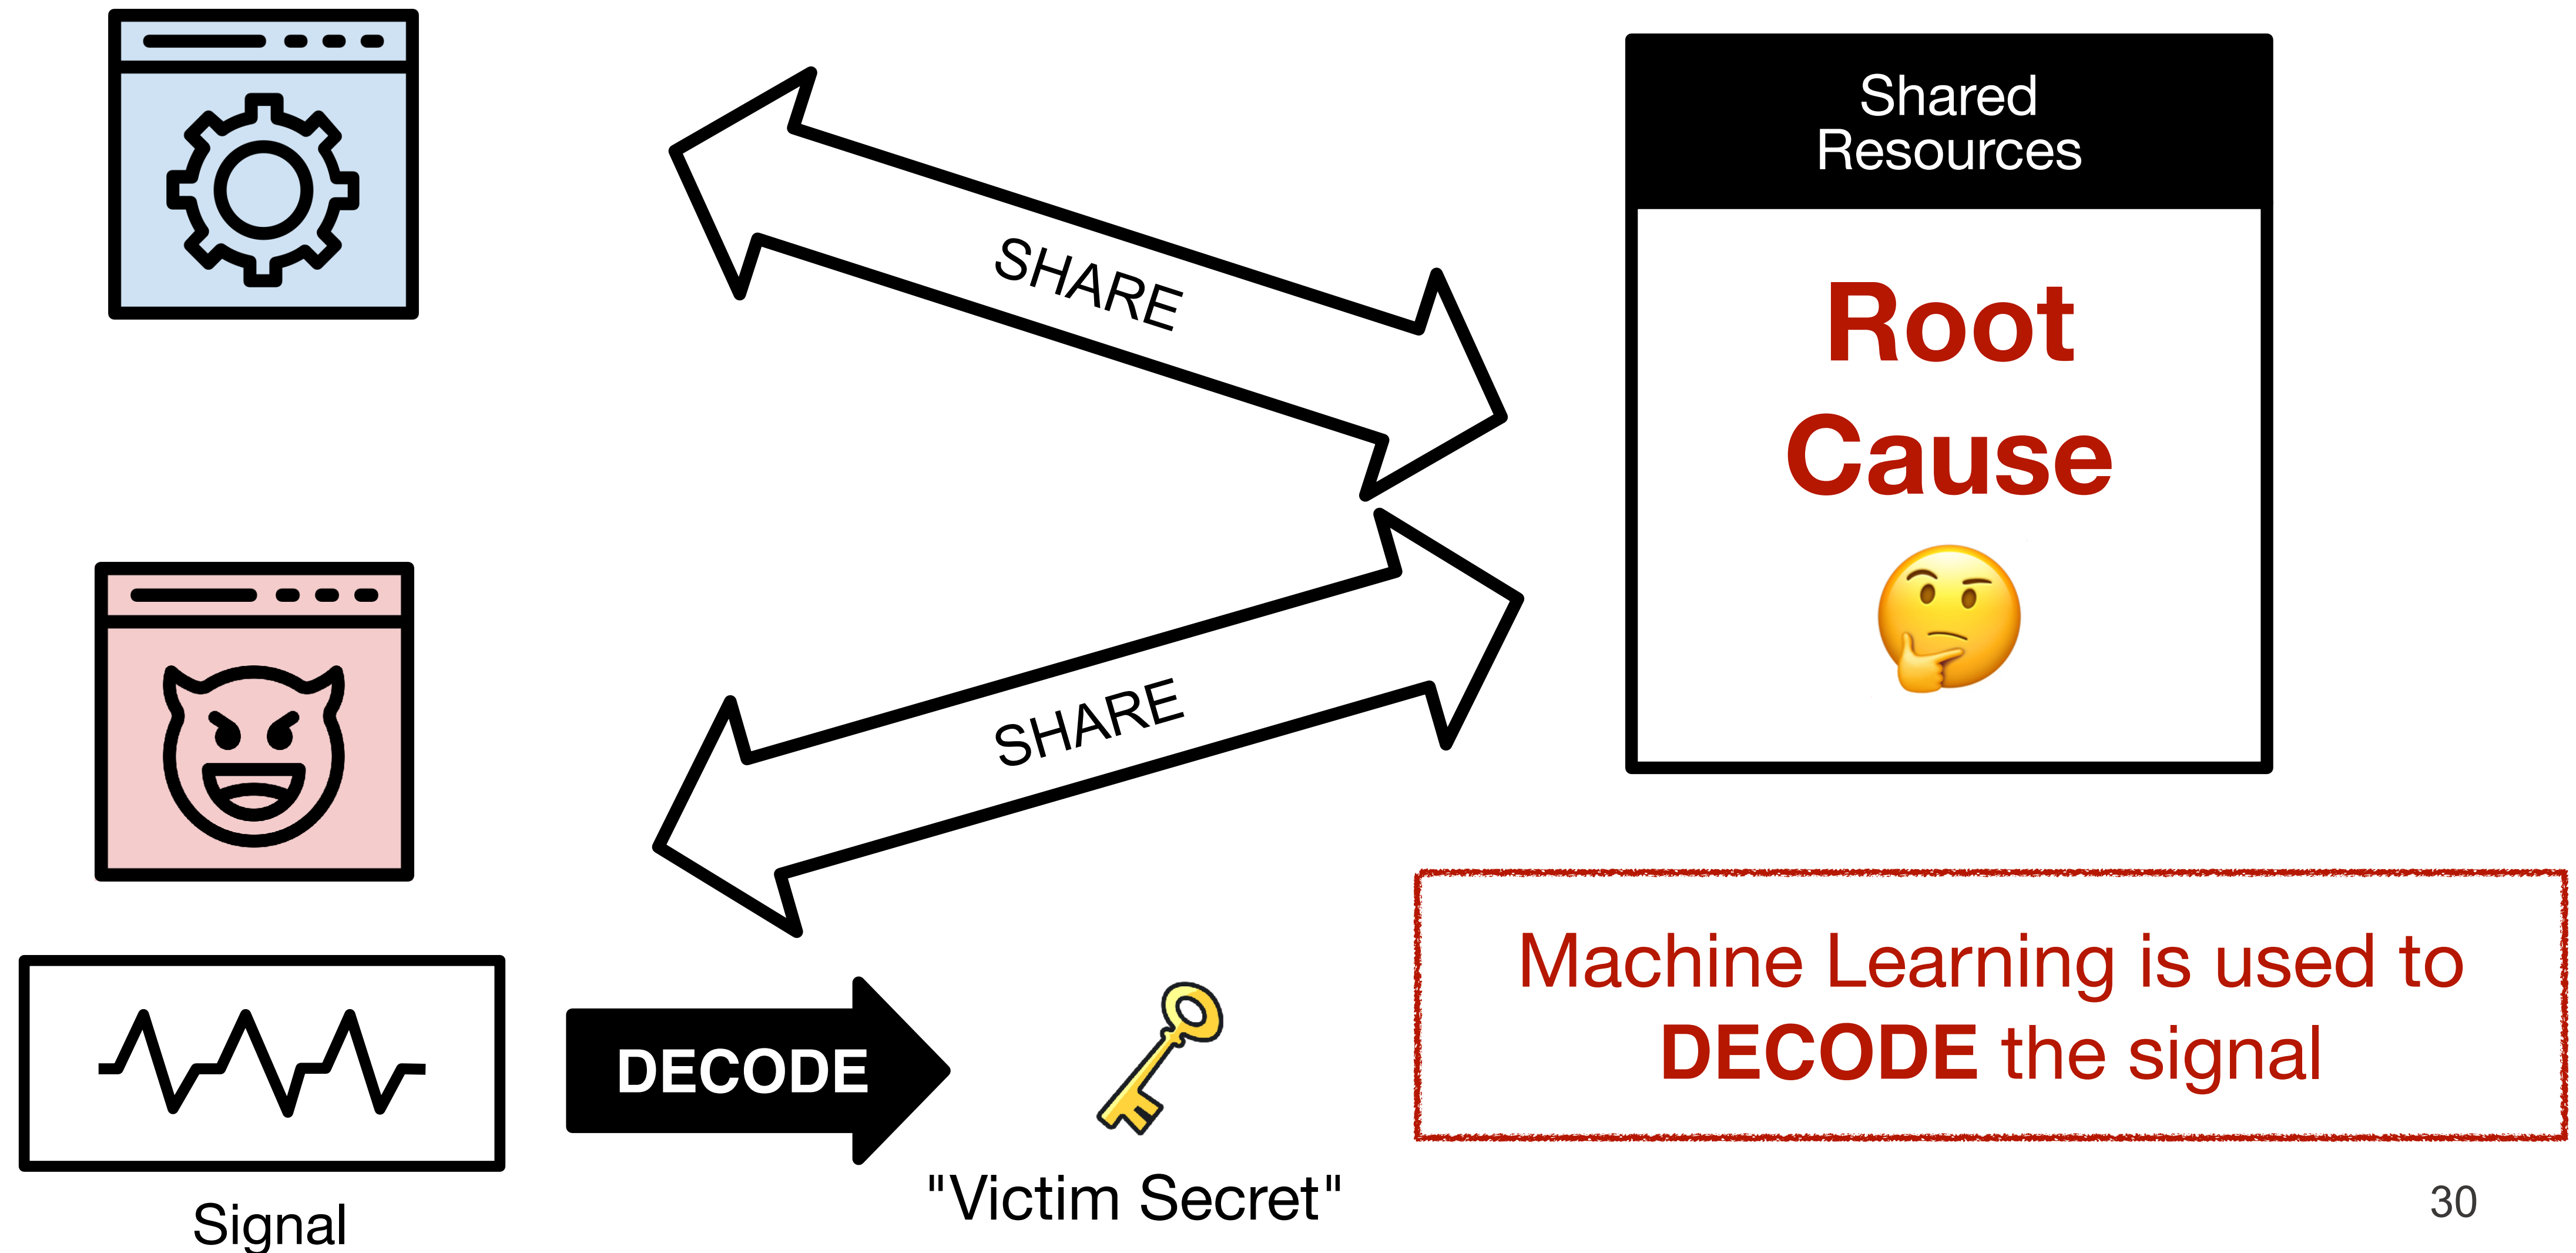 Shared
Resources
Root
Cause
SHARE
SHARE
DECODE
"Victim Secret"
Signal
Machine Learning is used to
DECODE the signal
30